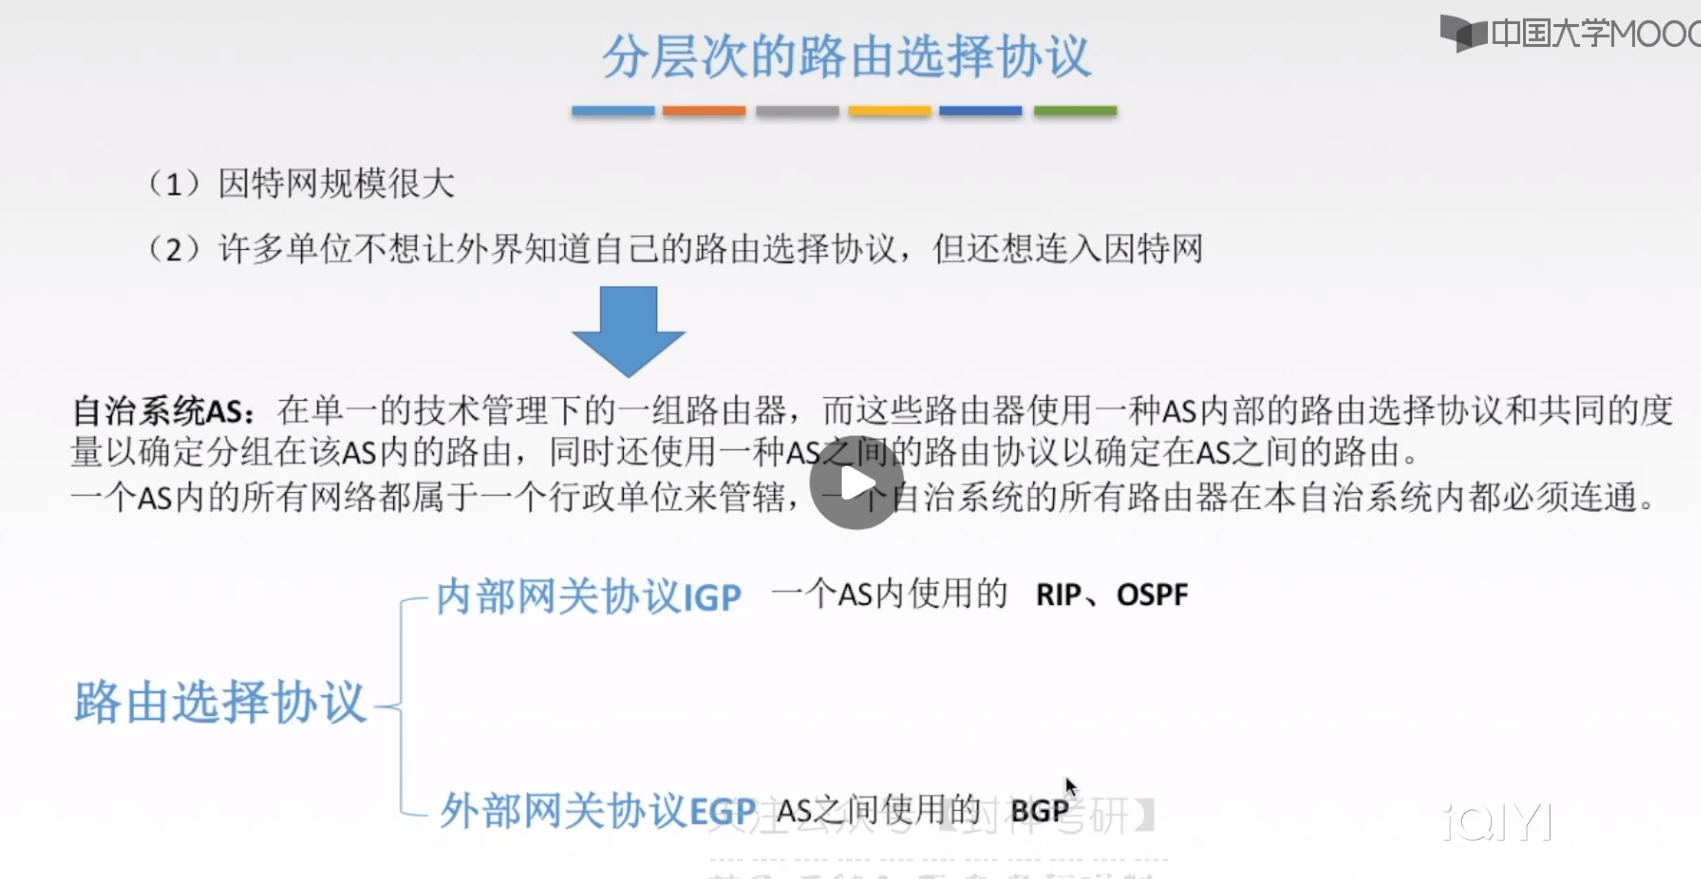 中国大学MOOC
分层次的路由选择协议
（1）因特网规模很大
（2）许多单位不想让外界知道自己的路由选择协议，但还想连入因特网
自治系统AS：在单一的技术管理下的一组路由器，而这些路由器使用一种AS内部的路由选择协议和共同的度
量以确定分组在该AS内的路由，同时还使用一种AS之间的路由协议以确定在AS之间的路由。
一个AS内的所有网络都属于一个行政单位来管辖，一个自治系统的所有路由器在本自治系统内都必须连通。
内部网关协议IGP 一个AS内使用的 RIP、OSPF
路由选择协议
外部网关协议EGP AS之间使用的 BGP
关注公众号【封神考研】
iQIYI